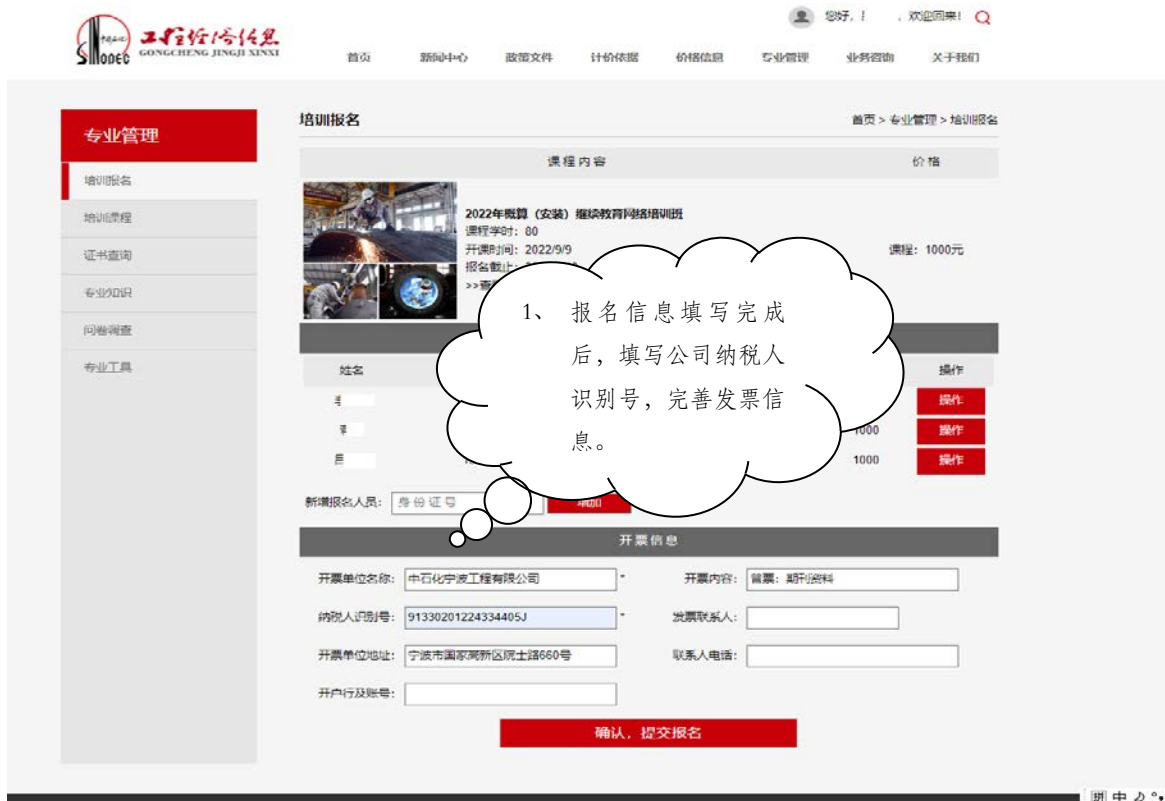 您好,
, 欢迎回来!
SINOPEC
工程经济信息
GONGCHENG JINGJI XINXI
首页 新闻中心 政策文件 计价依据 价格信息 专业管理 业务咨询 关于我们
专业管理
培训报名
培训课程
证书查询
专业知识
问卷调查
专业工具
培训报名
首页 > 专业管理 > 培训报名
课程内容 价格
2022年概算（安装）继续教育网络培训班
课程学时: 80
开课时间: 2022/9/9
报名截止:
>>查
课程: 1000元
1、 报名信息填写完成
后，填写公司纳税人
识别号，完善发票信
息。
姓名 操作
操作
1000 操作
1000 操作
新增报名人员: 身份证号 增加
开票信息
开票单位名称: 中石化宁波工程有限公司 * 开票内容: 普票: 期刊资料
纳税人识别号: 91330201224334405J * 发票联系人:
开票单位地址: 宁波市国家高新区院士路660号 联系人电话:
开户行及账号:
确认, 提交报名
中